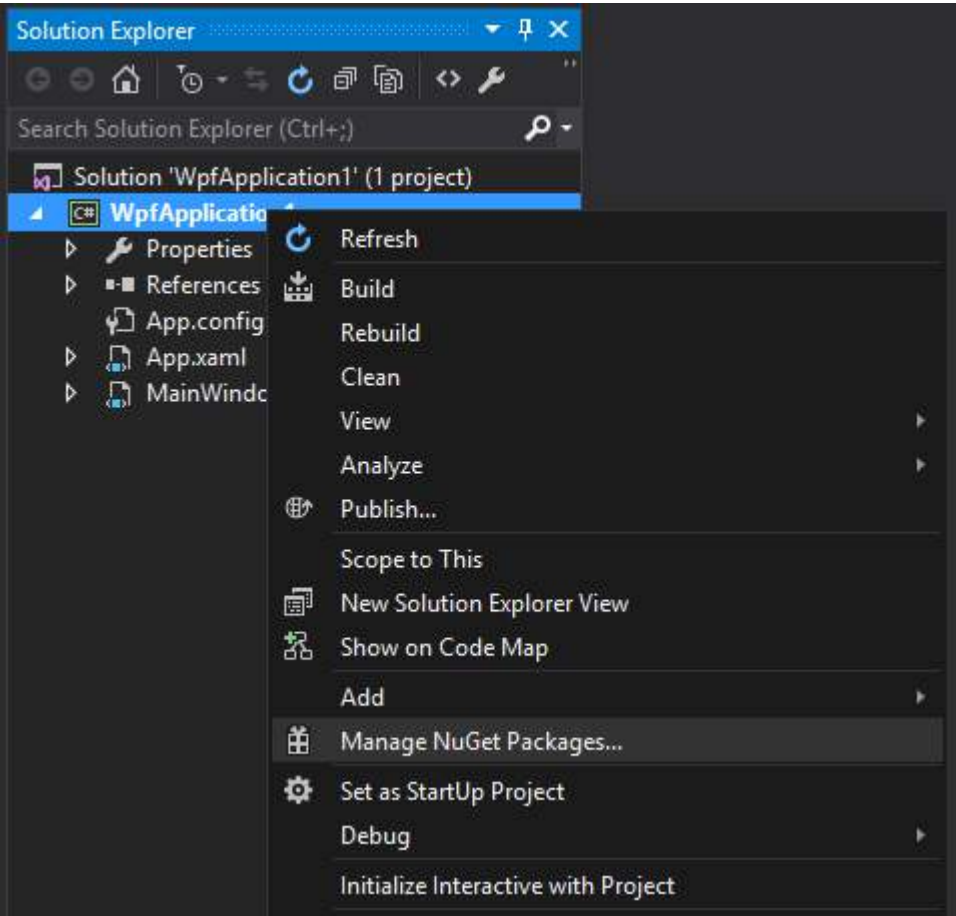 Solution Explorer
Search Solution Explorer (Ctrl+;)
Solution 'WpfApplication1' (1 project)
C# WpfApplicatio
Properties
References
App.config
App.xaml
MainWindo
Refresh
Build
Rebuild
Clean
View
Analyze
Publish...
Scope to This
New Solution Explorer View
Show on Code Map
Add
Manage NuGet Packages...
Set as StartUp Project
Debug
Initialize Interactive with Project